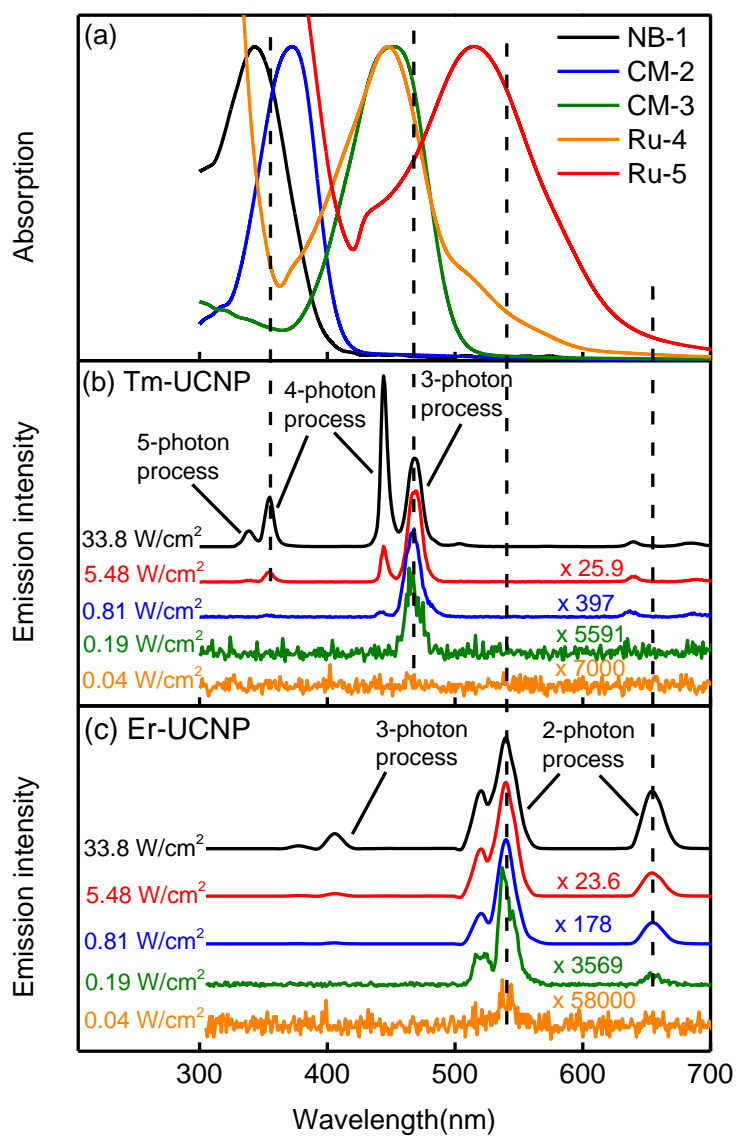 (a)
NB-1
CM-2
CM-3
Ru-4
Ru-5
Absorption
(b) Tm-UCNP
5-photon
process
4-photon
process
3-photon
process
33.8 W/cm²
5.48 W/cm²
x 25.9
0.81 W/cm²
x 397
0.19 W/cm²
x 5591
0.04 W/cm²
x 7000
Emission intensity
(c) Er-UCNP
3-photon
process
2-photon
process
33.8 W/cm²
5.48 W/cm²
x 23.6
0.81 W/cm²
x 178
0.19 W/cm²
x 3569
0.04 W/cm²
x 58000
Emission intensity
300 400 500 600 700
Wavelength(nm)